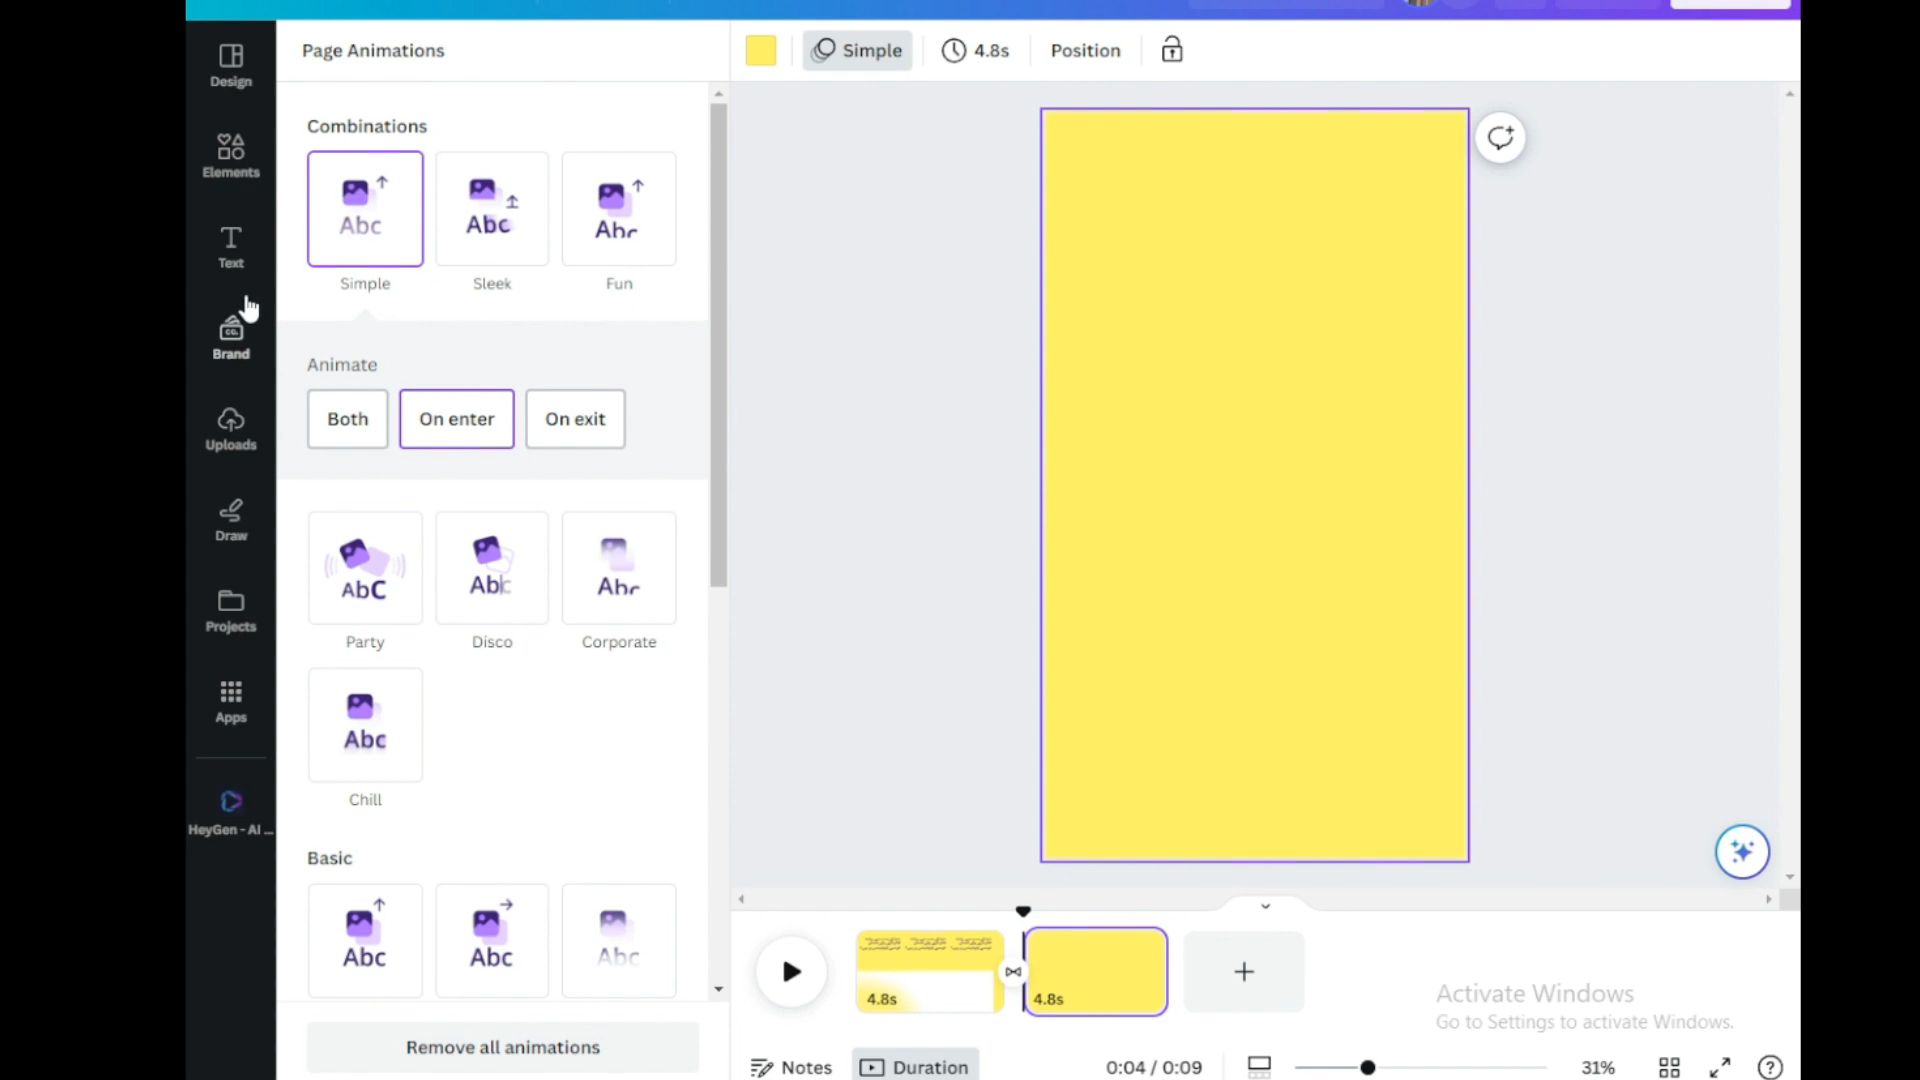 Design
Elements
Text
Brand
Uploads
Draw
Projects
Apps
HeyGen - AI ...
Page Animations
Combinations
Abc
Abc
Abc
Simple
Sleek
Fun
Animate
Both
On enter
On exit
AbC
Abc
Abc
Party
Disco
Corporate
Abc
Chill
Basic
Abc
Abc
Abc
Remove all animations
Simple
4.8s
Position
4.8s
4.8s
Activate Windows
Go to Settings to activate Windows.
Notes
Duration
0:04 / 0:09
31%